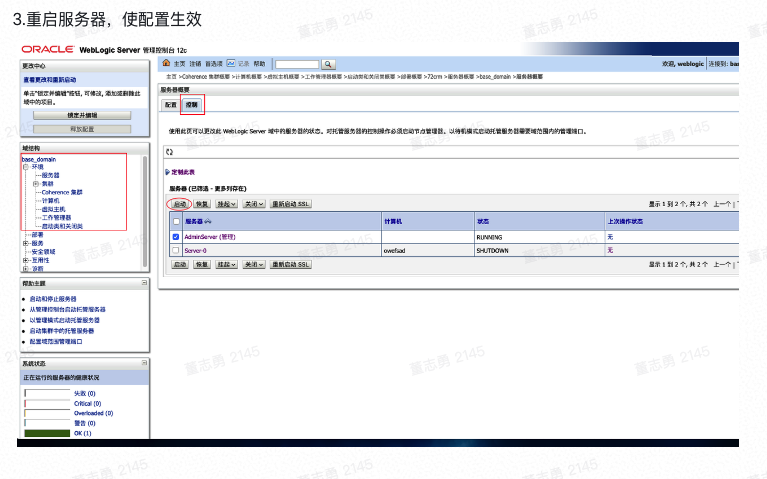 3.重启服务器，使配置生效
ORACLE WebLogic Server 管理控制台 12c
更改中心
查看更改和重新启动
单击"锁定并编辑"按钮, 可修改, 添加或删除此
域中的项目。
锁定并编辑
释放配置
域结构
base_domain
环境
服务器
集群
Coherence 集群
计算机
虚拟主机
工作管理器
启动类和关闭类
部署
服务
安全领域
互用性
诊断
帮助主题
启动和停止服务器
从管理控制台启动托管服务器
以管理模式启动托管服务器
启动集群中的托管服务器
配置域范围管理端口
系统状态
正在运行的服务器的健康状况
失败 (0)
Critical (0)
Overloaded (0)
警告 (0)
OK (1)
主页 注销 首选项 记录 帮助
欢迎, weblogic 连接到: bas
主页 >Coherence 集群概要 >计算机概要 >虚拟主机概要 >工作管理器概要 >启动类和关闭类概要 >部署概要 >72crm >服务器概要 >base_domain >服务器概要
服务器概要
配置 控制
使用此页可以更改此 WebLogic Server 域中的服务器的状态。对托管服务器的控制操作必须启动节点管理器。以待机模式启动托管服务器需要域范围内的管理端口。
定制此表
服务器 (已筛选 - 更多列存在)
启动 恢复 挂起 关闭 重新启动 SSL
显示 1 到 2 个, 共 2 个 上一个
服务器 计算机 状态 上次操作状态
AdminServer (管理) RUNNING 无
Server-0 owefsad SHUTDOWN 无
启动 恢复 挂起 关闭 重新启动 SSL
显示 1 到 2 个, 共 2 个 上一个
董志勇 2145